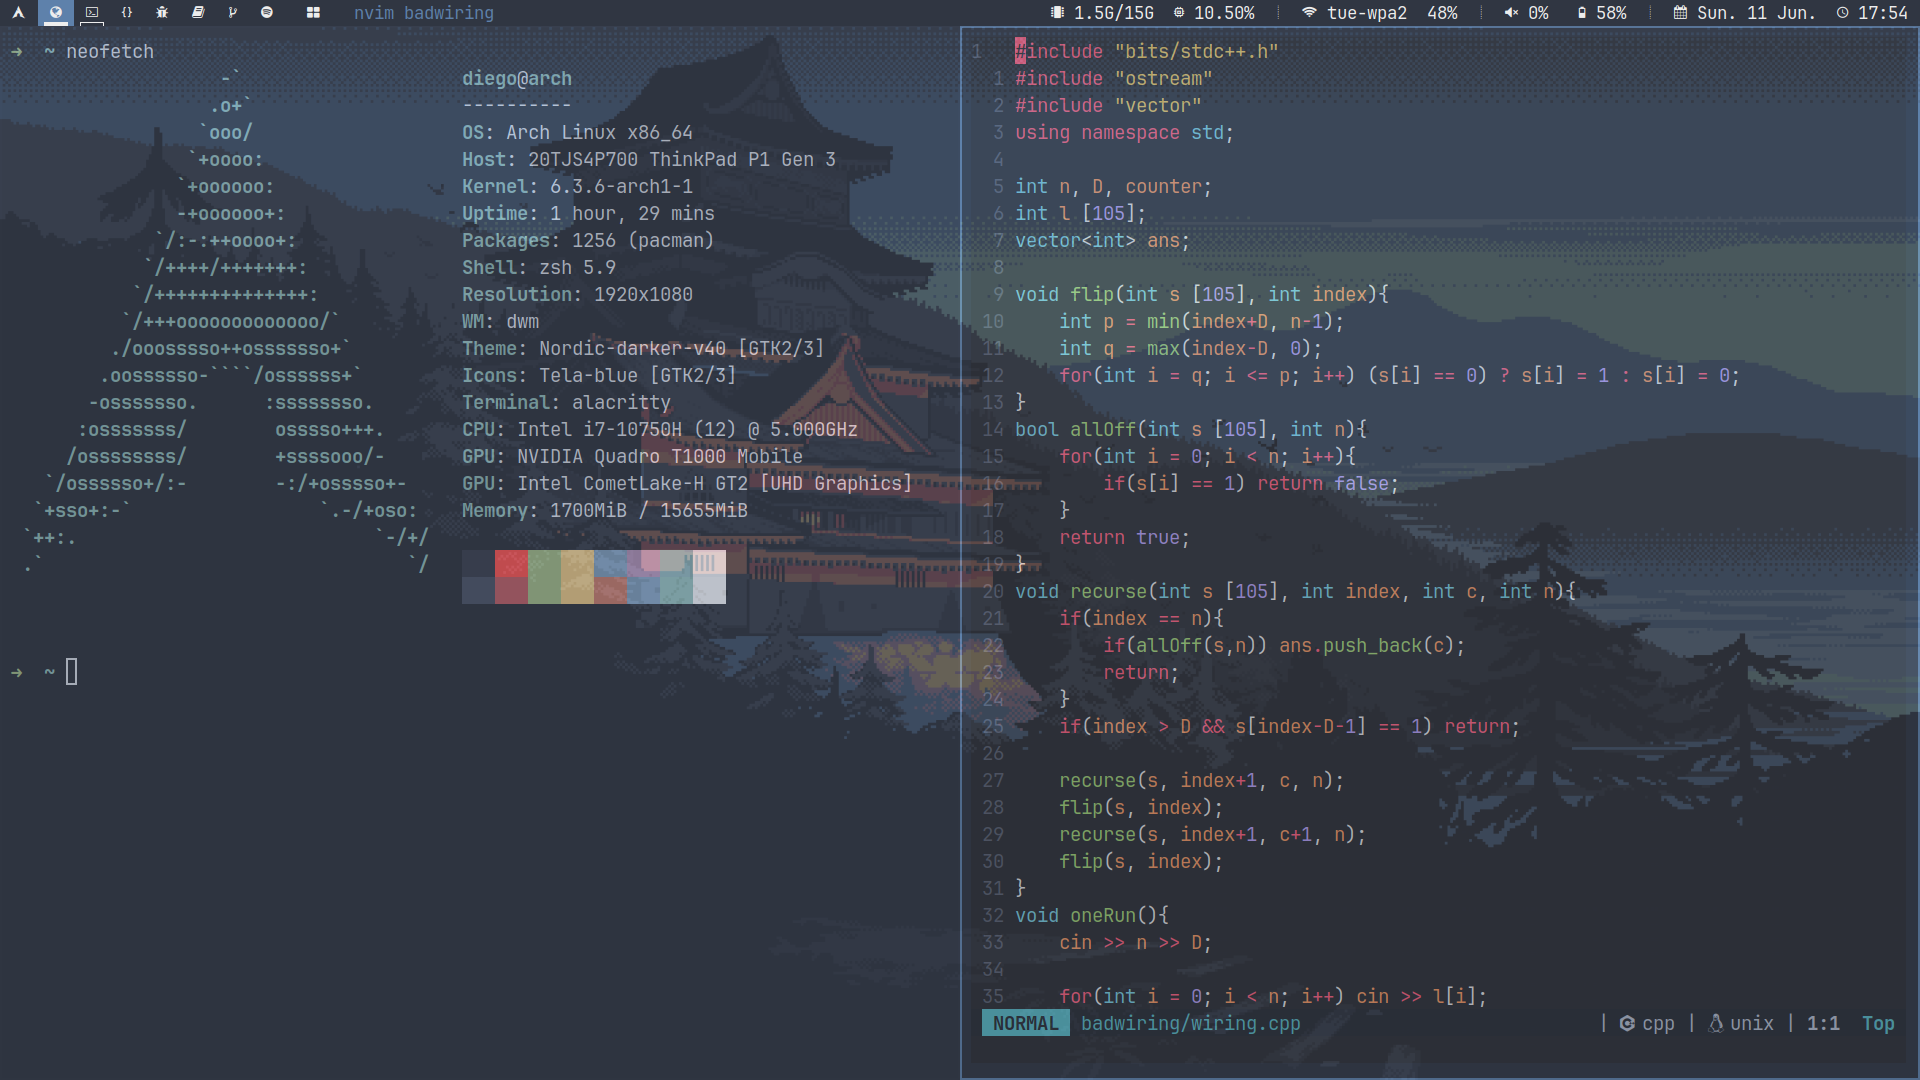 nvim badwiring 1.5G/15G 10.50% tue-wpa2 48% 0% 58% Sun. 11 Jun. 17:54
→ ~ neofetch
-`
.o+`
`ooo/
`+oooo:
`+oooooo:
-+oooooo+:
`/:-:++oooo+:
`/++++/+++++++:
`/++++++++++++++:
`/+++ooooooooooooo/`
./ooosssso++osssssso+`
.oossssso-````/ossssss+`
-osssssso. :ssssssso.
:osssssss/ osssso+++.
/ossssssss/ +ssssooo/-
`/ossssso+/:- -:/+osssso+-
`+sso+:-` `.-/+oso:
`++:. `-/+/
.` `/
diego@arch
----------
OS: Arch Linux x86_64
Host: 20TJS4P700 ThinkPad P1 Gen 3
Kernel: 6.3.6-arch1-1
Uptime: 1 hour, 29 mins
Packages: 1256 (pacman)
Shell: zsh 5.9
Resolution: 1920x1080
WM: dwm
Theme: Nordic-darker-v40 [GTK2/3]
Icons: Tela-blue [GTK2/3]
Terminal: alacritty
CPU: Intel i7-10750H (12) @ 5.000GHz
GPU: NVIDIA Quadro T1000 Mobile
GPU: Intel CometLake-H GT2 [UHD Graphics]
Memory: 1700MiB / 15655MiB
→ ~
1 #include "bits/stdc++.h"
1 #include "ostream"
2 #include "vector"
3 using namespace std;
4
5 int n, D, counter;
6 int l [105];
7 vector<int> ans;
8
9 void flip(int s [105], int index){
10 int p = min(index+D, n-1);
11 int q = max(index-D, 0);
12 for(int i = q; i <= p; i++) (s[i] == 0) ? s[i] = 1 : s[i] = 0;
13 }
14 bool allOff(int s [105], int n){
15 for(int i = 0; i < n; i++){
16 if(s[i] == 1) return false;
17 }
18 return true;
19 }
20 void recurse(int s [105], int index, int c, int n){
21 if(index == n){
22 if(allOff(s,n)) ans.push_back(c);
23 return;
24 }
25 if(index > D && s[index-D-1] == 1) return;
26
27 recurse(s, index+1, c, n);
28 flip(s, index);
29 recurse(s, index+1, c+1, n);
30 flip(s, index);
31 }
32 void oneRun(){
33 cin >> n >> D;
34
35 for(int i = 0; i < n; i++) cin >> l[i];
NORMAL badwiring/wiring.cpp | cpp | unix | 1:1 Top